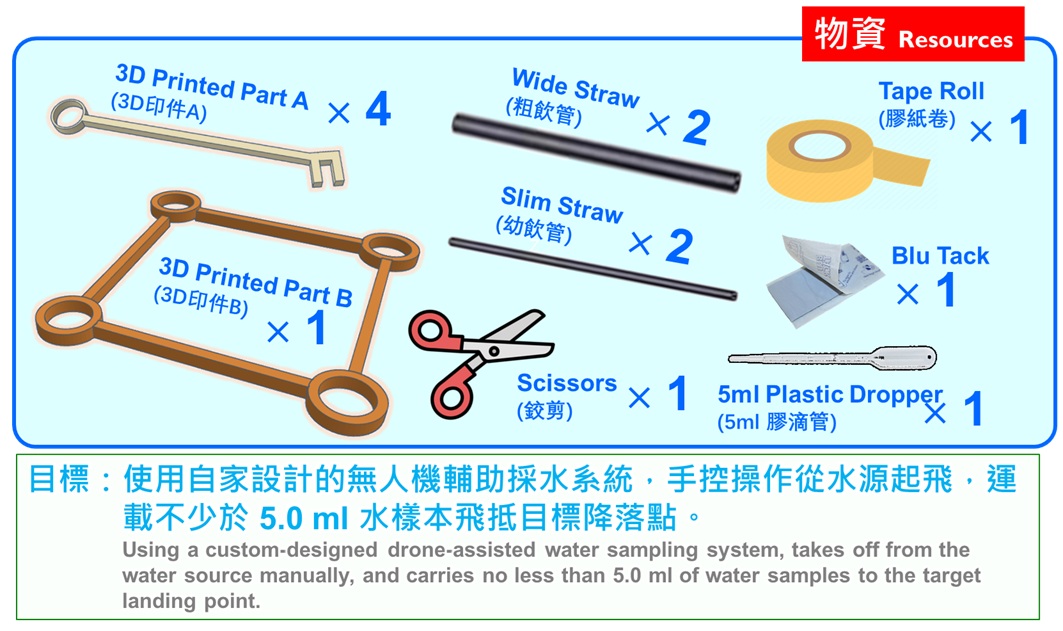 物資 Resources
3D Printed Part A
(3D印件A)
× 4
Wide Straw
(粗飲管)
× 2
Tape Roll
(膠紙卷)
× 1
Slim Straw
(幼飲管)
× 2
3D Printed Part B
(3D印件B)
× 1
Blu Tack
× 1
Scissors
(鉸剪)
× 1
5ml Plastic Dropper
(5ml 膠滴管)
× 1
目標：使用自家設計的無人機輔助採水系統，手控操作從水源起飛，運
載不少於 5.0 ml 水樣本飛抵目標降落點。
Using a custom-designed drone-assisted water sampling system, takes off from the
water source manually, and carries no less than 5.0 ml of water samples to the target
landing point.